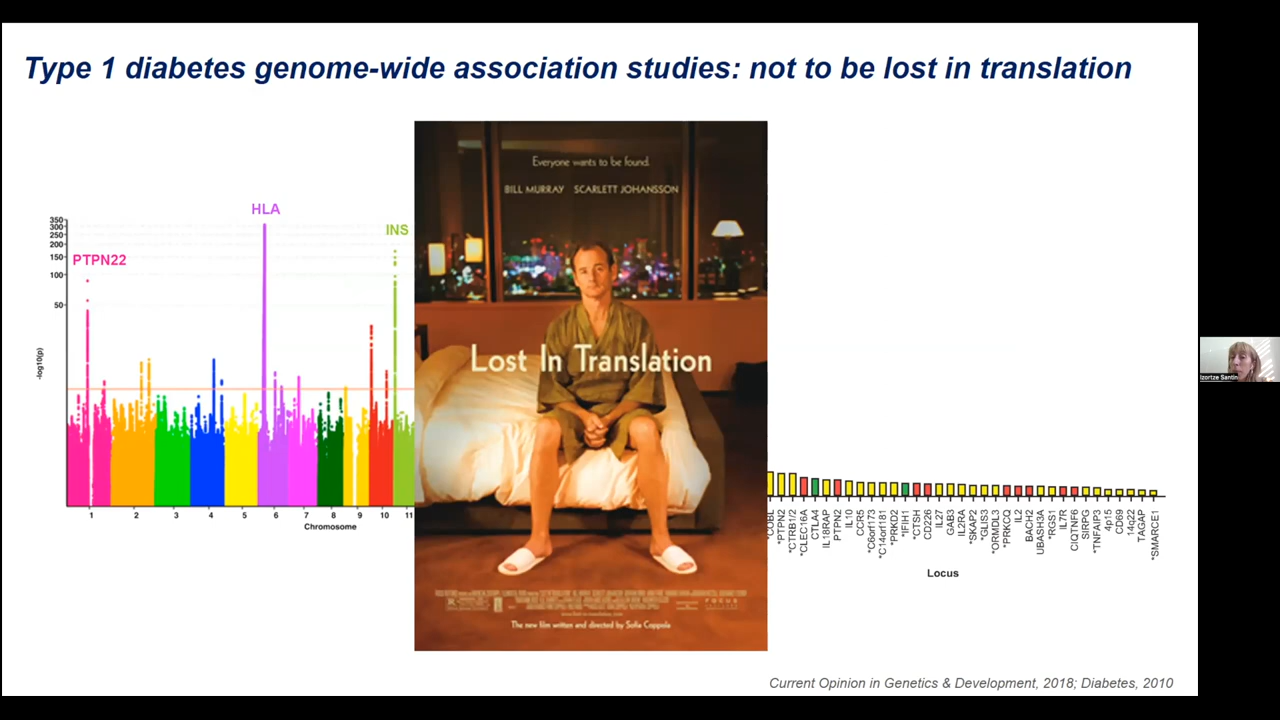 Type 1 diabetes genome-wide association studies: not to be lost in translation
Everyone wants to be found.
BILL MURRAY SCARLETT JOHANSSON
Lost In Translation
The new film written and directed by Sofia Coppola
HLA
INS
PTPN22
350
300
250
200
150
100
50
-log10(p)
1 2 3 4 5 6 7 8 9 10 11
Chromosome
*COBL
*PTPN2
*CTRB1/2
*CLEC16A
CTLA4
IL18RAP
PTPN2
IL10
CCR5
*C6orf173
*C14orf181
*PRKD2
*IFIH1
*CTSH
CD226
IL27
GAB3
IL2RA
*SKAP2
*GLIS3
*ORMDL3
*PRKCQ
IL2
BACH2
UBASH3A
*RGS1
IL7R
CIQTNF6
SIRPG
*TNFAIP3
4p15
CD69
14q22
TAGAP
*SMARCE1
Locus
Current Opinion in Genetics & Development, 2018; Diabetes, 2010
Izortze Santin